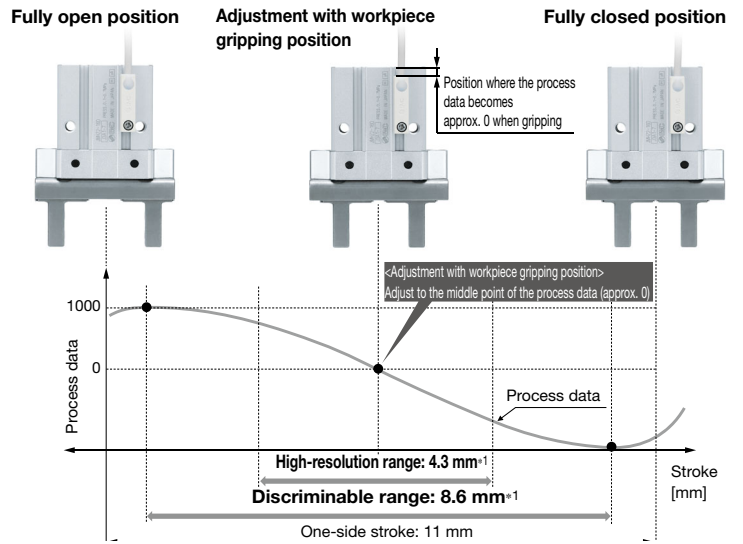 Fully open position
Adjustment with workpiece
gripping position
Fully closed position
Position where the process
data becomes
approx. 0 when gripping
<Adjustment with workpiece gripping position>
Adjust to the middle point of the process data (approx. 0)
1000
0
Process data
Process data
High-resolution range: 4.3 mm*1
Discriminable range: 8.6 mm*1
Stroke
[mm]
One-side stroke: 11 mm